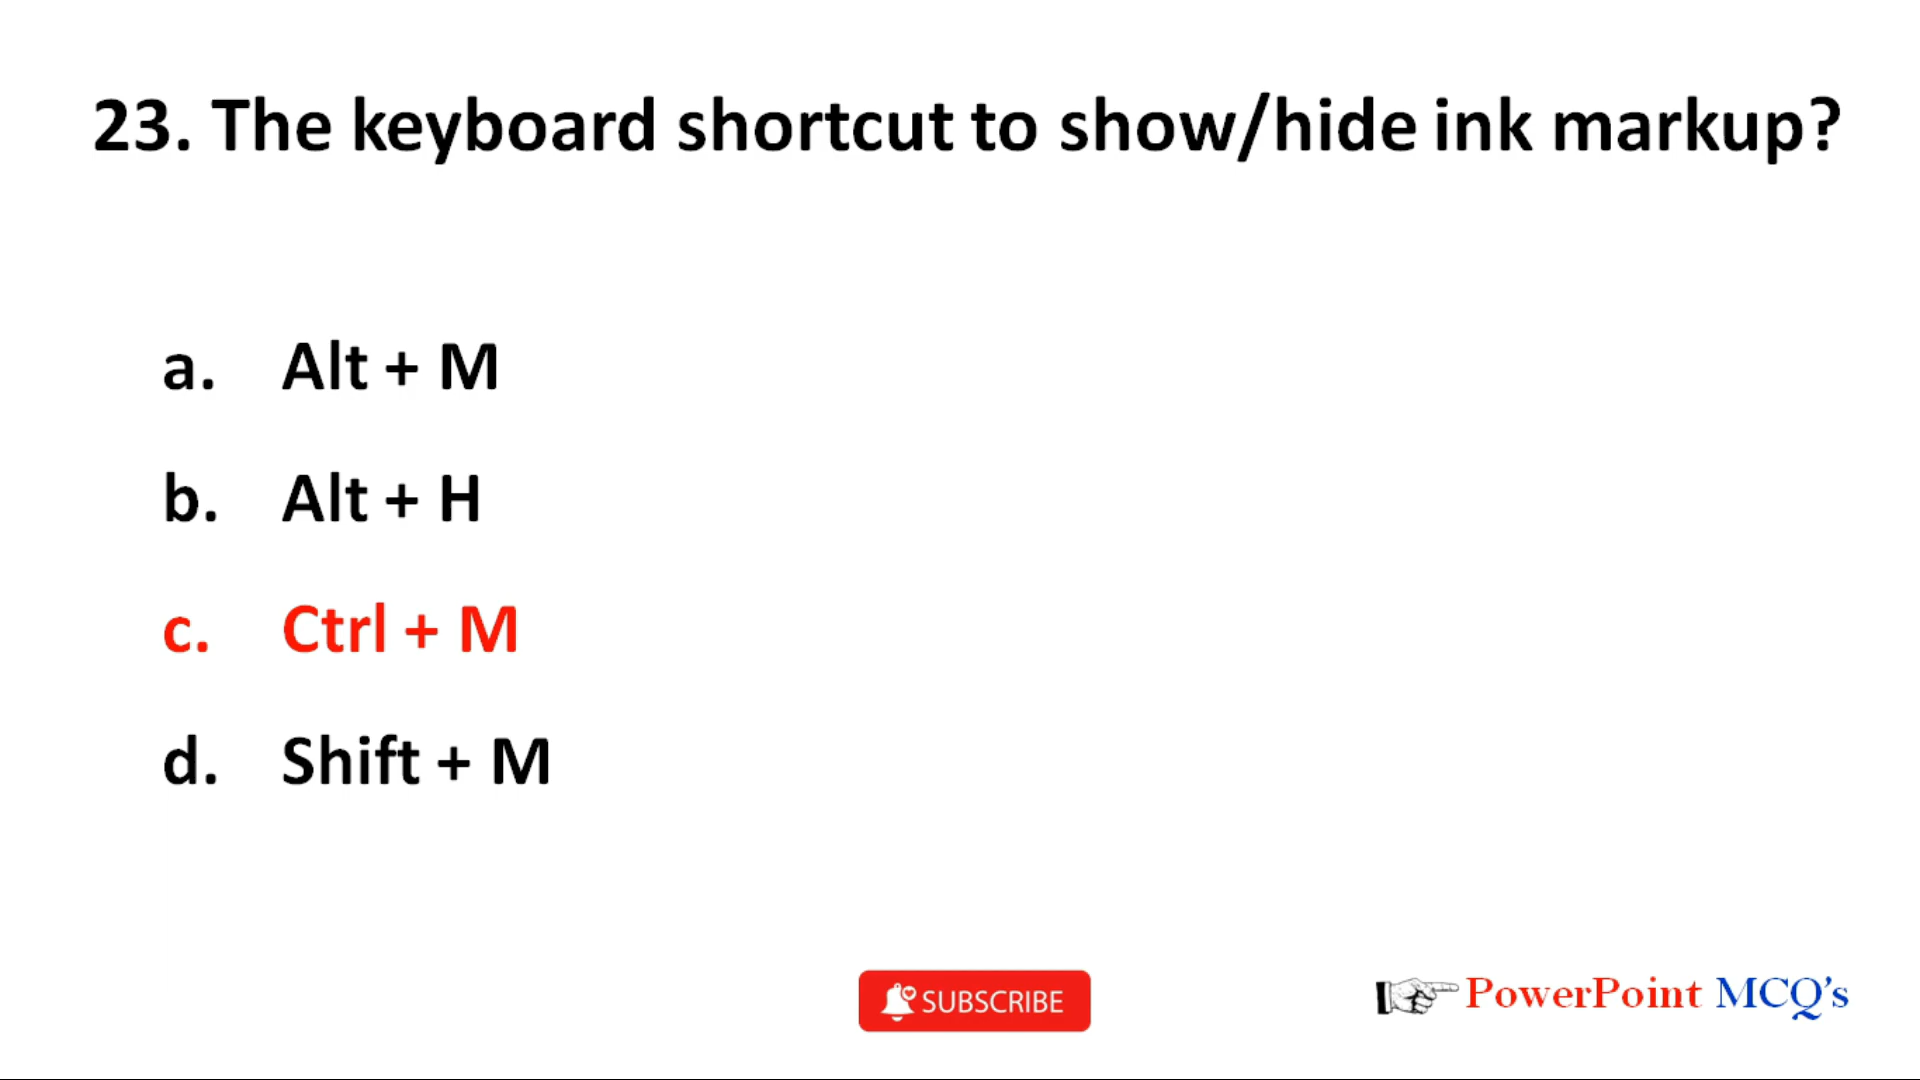 23. The keyboard shortcut to show/hide ink markup?
a. Alt + M
b. Alt + H
c. Ctrl + M
d. Shift + M
SUBSCRIBE
PowerPoint MCQ's